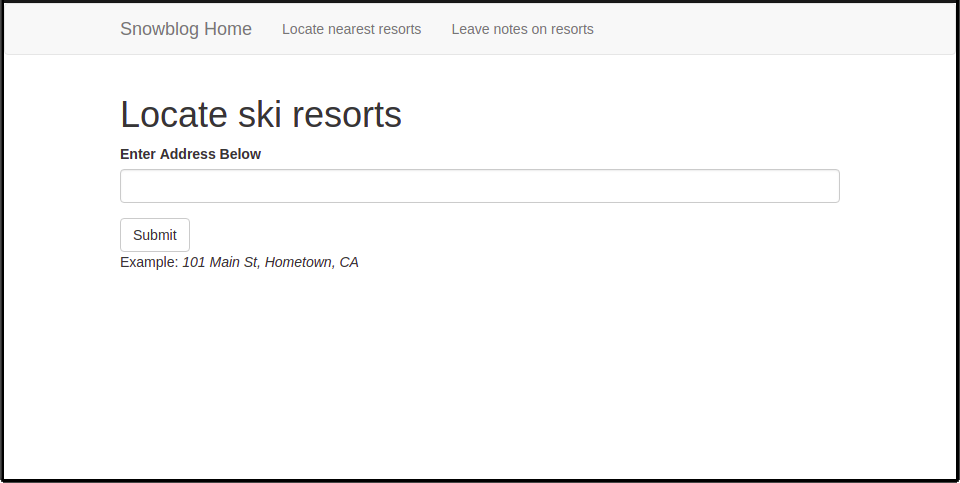 Snowblog Home Locate nearest resorts Leave notes on resorts
Locate ski resorts
Enter Address Below
Submit
Example: 101 Main St, Hometown, CA